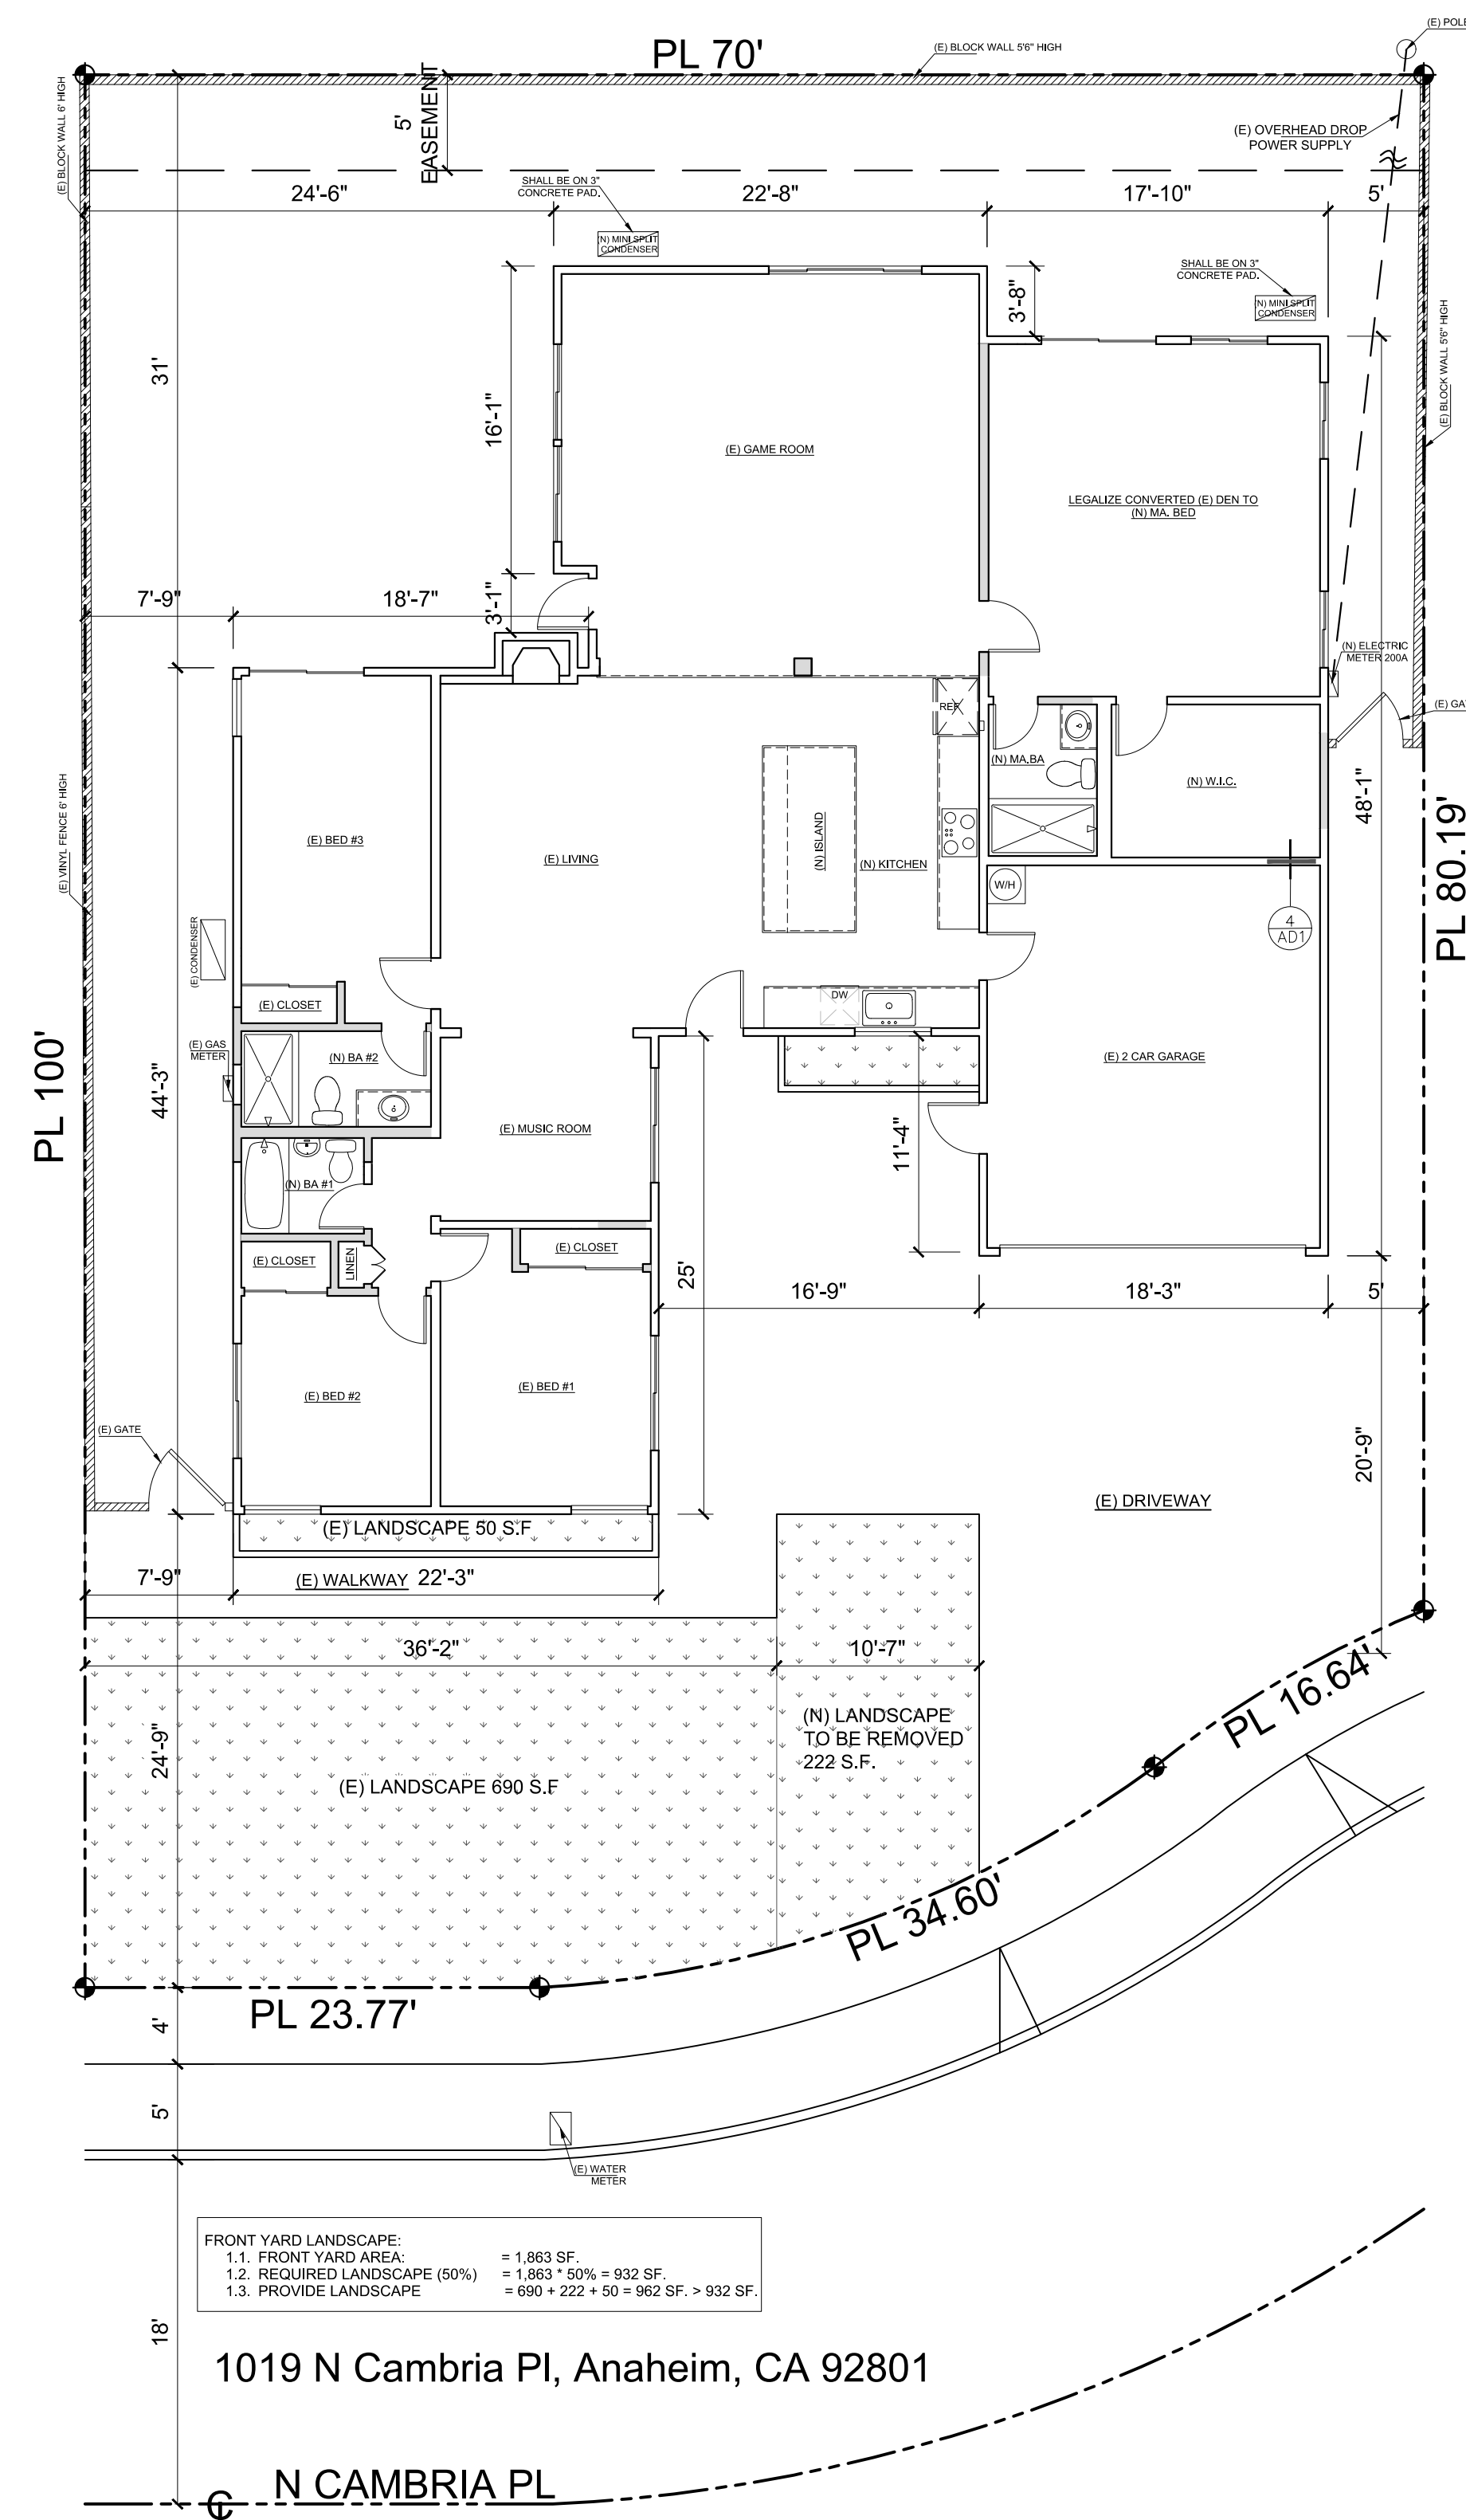 (E) POLE
PL 70'
(E) BLOCK WALL 5'6" HIGH
(E) BLOCK WALL 6' HIGH
5'
EASEMENT
(E) OVERHEAD DROP
POWER SUPPLY
24'-6"
SHALL BE ON 3"
CONCRETE PAD.
22'-8"
17'-10"
5'
(N) MINI SPLIT
CONDENSER
SHALL BE ON 3"
CONCRETE PAD.
(N) MINI SPLIT
CONDENSER
3'-8"
(E) BLOCK WALL 5'6" HIGH
31'
16'-1"
(E) GAME ROOM
LEGALIZE CONVERTED (E) DEN TO
(N) MA. BED
7'-9"
18'-7"
3'-1"
(N) ELECTRIC
METER 200A
REF
(E) GA
(N) MA.BA
(N) W.I.C.
48'-1"
PL 80.19'
(E) VINYL FENCE 6' HIGH
(E) BED #3
(E) LIVING
(N) ISLAND
(N) KITCHEN
W/H
4
AD1
(E) CONDENSER
(E) CLOSET
DW
PL 100'
(E) GAS
METER
(N) BA #2
(E) 2 CAR GARAGE
44'-3"
(E) MUSIC ROOM
11'-4"
(N) BA #1
(E) CLOSET
LINEN
(E) CLOSET
25'
16'-9"
18'-3"
5'
(E) BED #2
(E) BED #1
(E) GATE
20'-9"
(E) DRIVEWAY
(E) LANDSCAPE 50 S.F
7'-9"
(E) WALKWAY
22'-3"
36'-2"
10'-7"
PL 16.64'
24'-9"
(N) LANDSCAPE
TO BE REMOVED
222 S.F.
(E) LANDSCAPE 690 S.F
PL 34.60'
PL 23.77'
4'
5'
(E) WATER
METER
FRONT YARD LANDSCAPE:
1.1. FRONT YARD AREA: = 1,863 SF.
1.2. REQUIRED LANDSCAPE (50%) = 1,863 * 50% = 932 SF.
1.3. PROVIDE LANDSCAPE = 690 + 222 + 50 = 962 SF. > 932 SF.
18'
1019 N Cambria Pl, Anaheim, CA 92801
N CAMBRIA PL